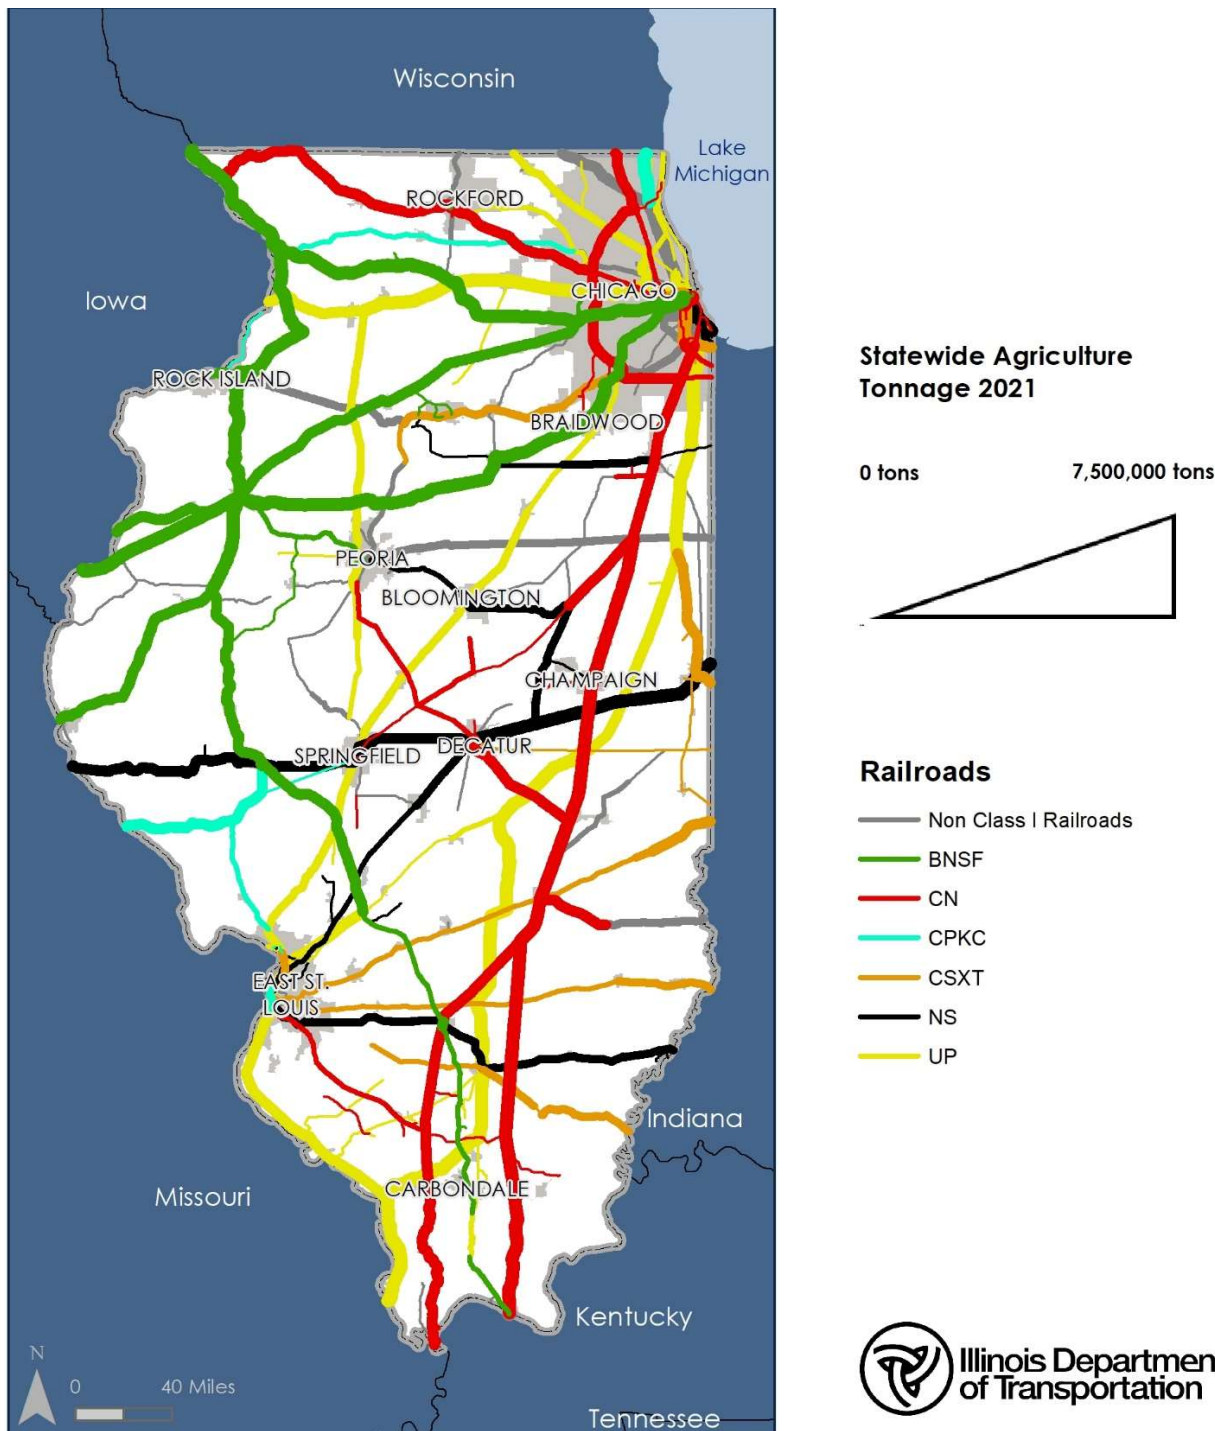 Wisconsin
Lake
Michigan
ROCKFORD
Iowa
CHICAGO
ROCK ISLAND
BRAIDWOOD
PEORIA
BLOOMINGTON
CHAMPAIGN
SPRINGFIELD
DECATUR
EAST ST.
LOUIS
Indiana
Missouri
CARBONDALE
Kentucky
N
0 40 Miles
Tennessee
Statewide Agriculture
Tonnage 2021
0 tons 7,500,000 tons
Railroads
Non Class I Railroads
BNSF
CN
CPKC
CSXT
NS
UP
Illinois Departmen
of Transportation